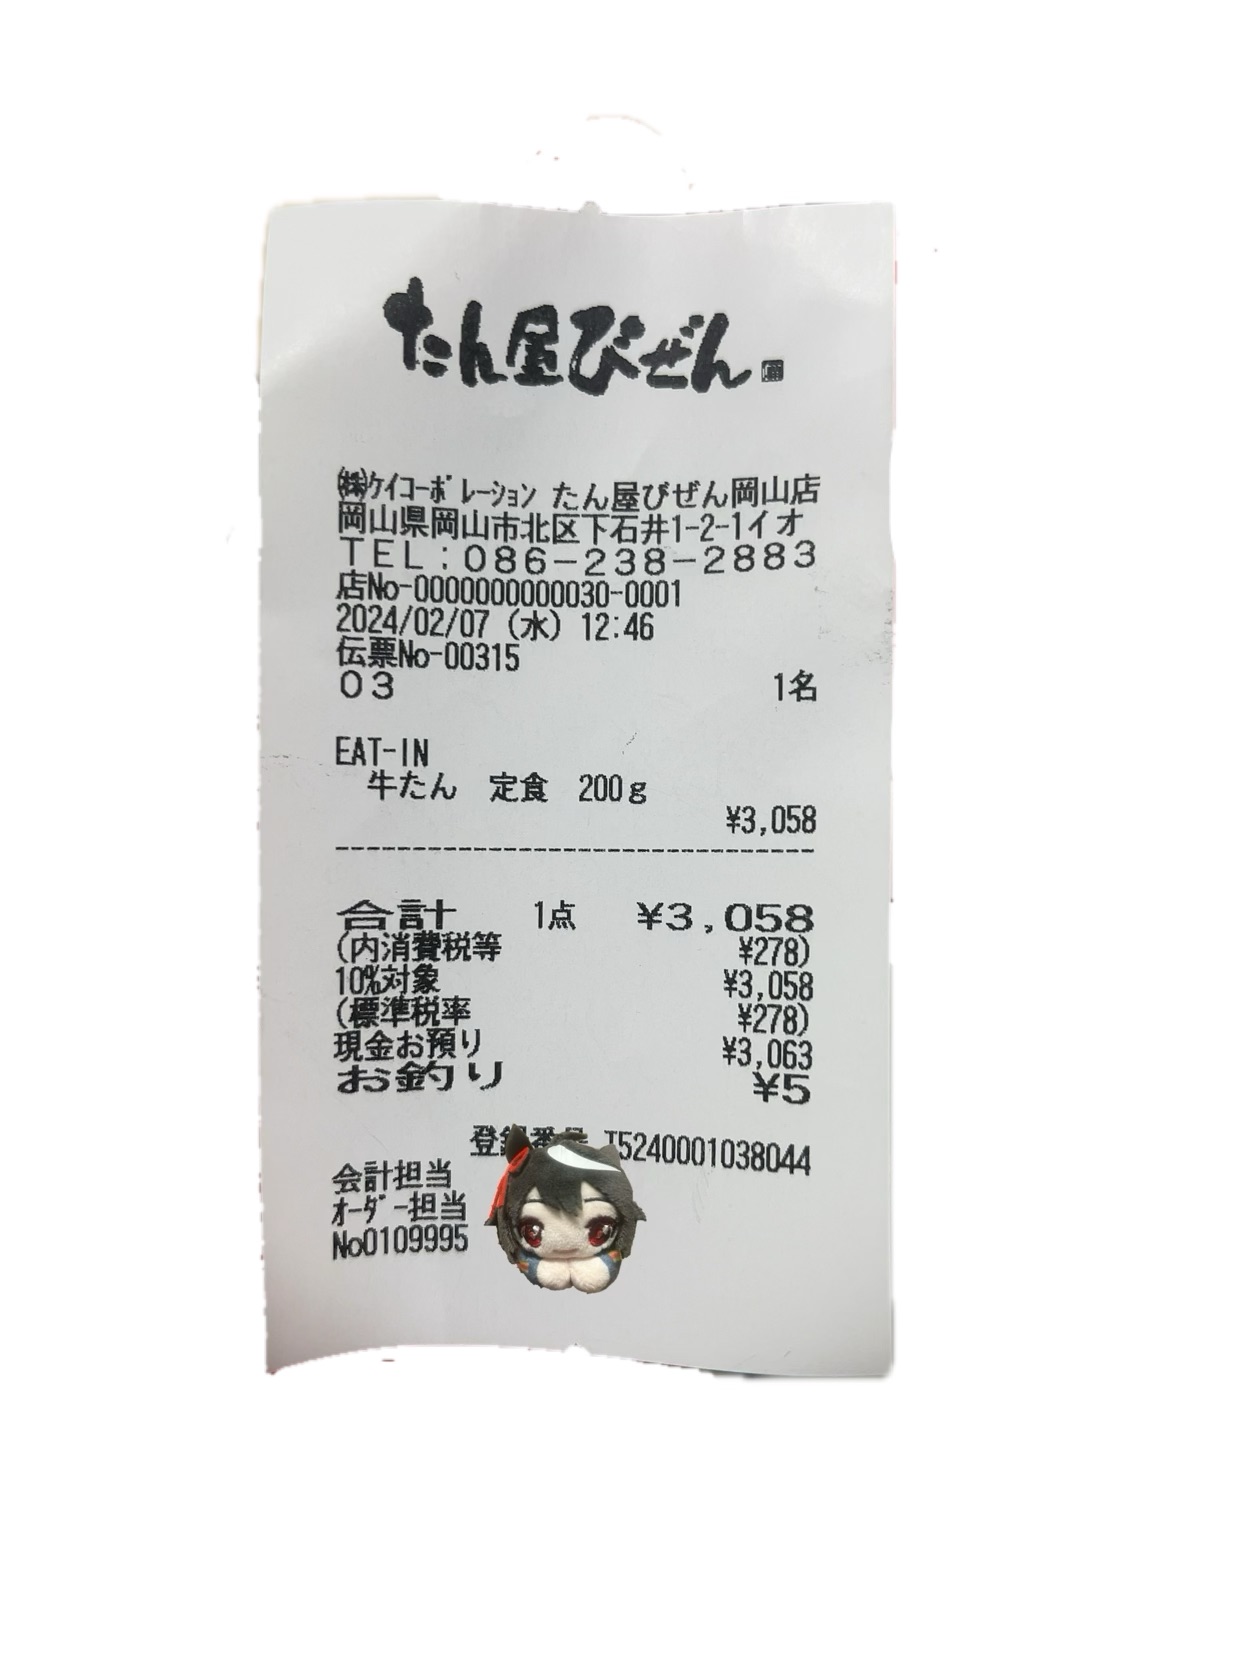 たん屋びぜん
㈱ケイコーポレーション たん屋びぜん岡山店
岡山県岡山市北区下石井1-2-1イオ
TEL:086-238-2883
店No-0000000000030-0001
2024/02/07 (水) 12:46
伝票No-00315
03 1名
EAT-IN
牛たん 定食 200g
¥3,058
合計 1点 ¥3,058
(内消費税等 ¥278)
10%対象 ¥3,058
(標準税率 ¥278)
現金お預り ¥3,063
お釣り ¥5
T5240001038044
会計担当
オーダー担当
No0109995